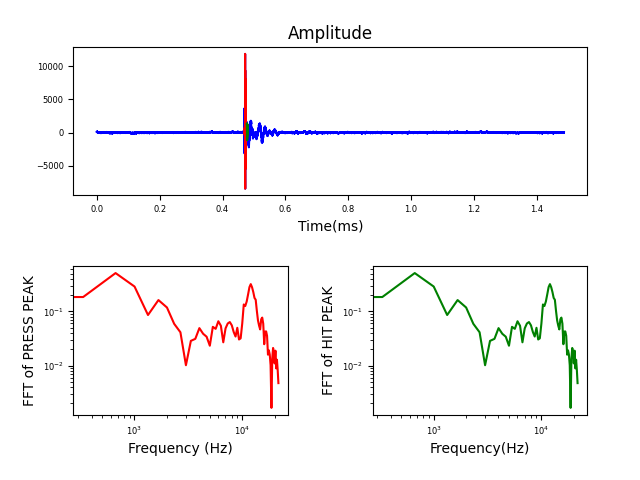 Amplitude
10000
5000
0
−5000
0.0 0.2 0.4 0.6 0.8 1.0 1.2 1.4
Time(ms)
FFT of PRESS PEAK
10⁻¹
10⁻²
10³ 10⁴
Frequency (Hz)
FFT of HIT PEAK
10⁻¹
10⁻²
10³ 10⁴
Frequency(Hz)